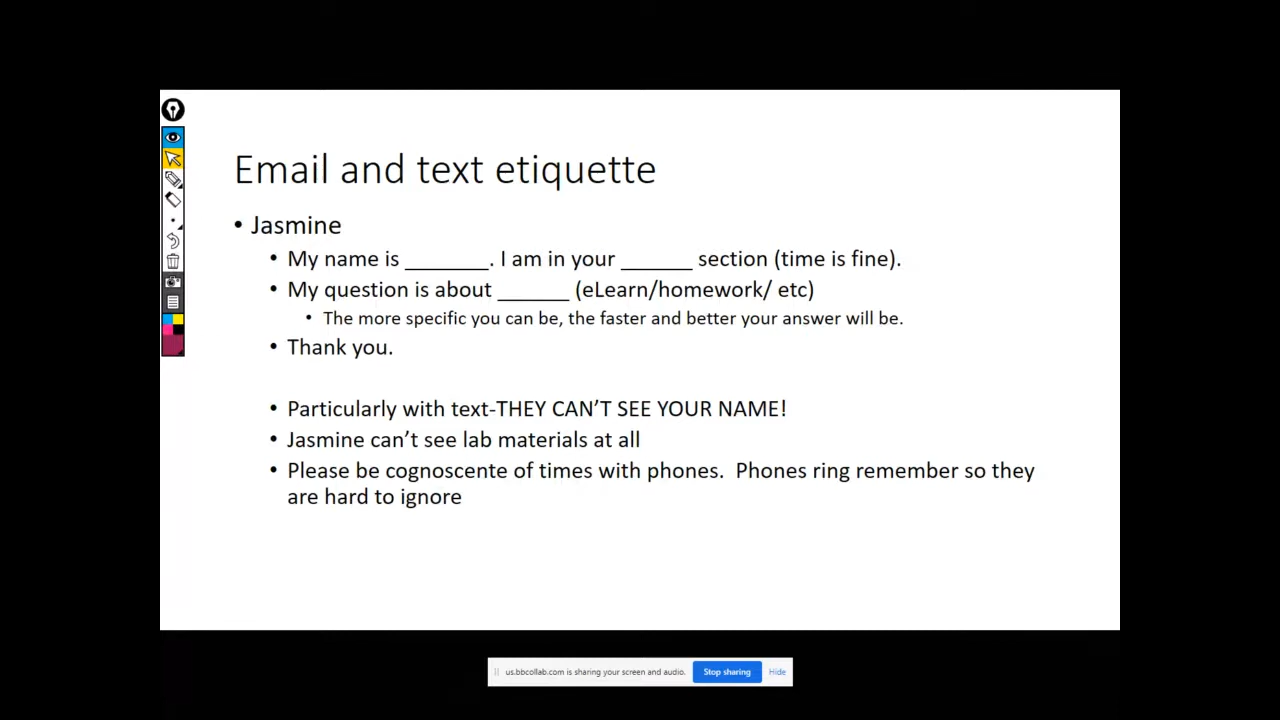 Email and text etiquette
• Jasmine
• My name is _______. I am in your ______ section (time is fine).
• My question is about ______ (eLearn/homework/ etc)
• The more specific you can be, the faster and better your answer will be.
• Thank you.
• Particularly with text-THEY CAN'T SEE YOUR NAME!
• Jasmine can't see lab materials at all
• Please be cognoscente of times with phones.  Phones ring remember so they
are hard to ignore
us.bbcollab.com is sharing your screen and audio. Stop sharing Hide